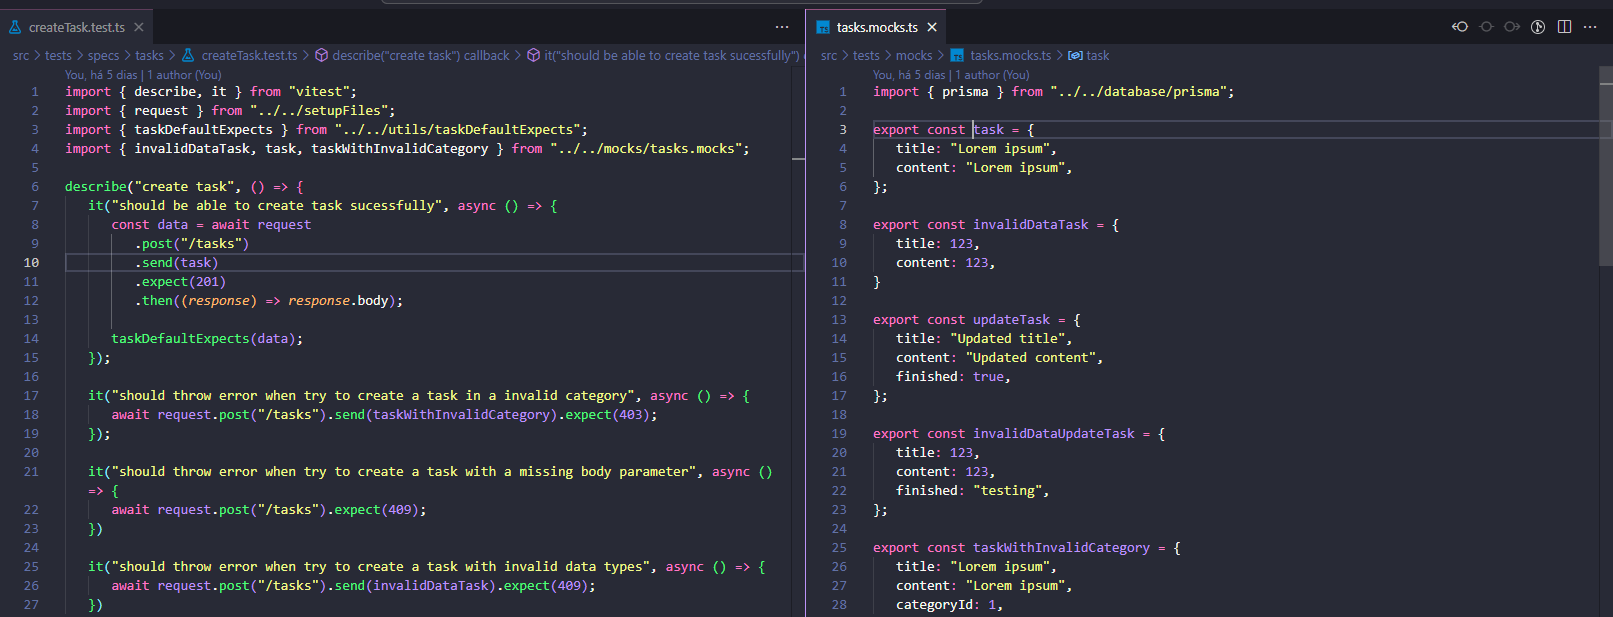 createTask.test.ts
src > tests > specs > tasks > createTask.test.ts > describe("create task") callback > it("should be able to create task sucessfully")
You, há 5 dias | 1 author (You)
1 import { describe, it } from "vitest";
2 import { request } from "../../setupFiles";
3 import { taskDefaultExpects } from "../../utils/taskDefaultExpects";
4 import { invalidDataTask, task, taskWithInvalidCategory } from "../../mocks/tasks.mocks";
5
6 describe("create task", () => {
7 it("should be able to create task sucessfully", async () => {
8 const data = await request
9 .post("/tasks")
10 .send(task)
11 .expect(201)
12 .then((response) => response.body);
13
14 taskDefaultExpects(data);
15 });
16
17 it("should throw error when try to create a task in a invalid category", async () => {
18 await request.post("/tasks").send(taskWithInvalidCategory).expect(403);
19 });
20
21 it("should throw error when try to create a task with a missing body parameter", async ()
=> {
22 await request.post("/tasks").expect(409);
23 })
24
25 it("should throw error when try to create a task with invalid data types", async () => {
26 await request.post("/tasks").send(invalidDataTask).expect(409);
27 })
TS tasks.mocks.ts
src > tests > mocks > TS tasks.mocks.ts > task
You, há 5 dias | 1 author (You)
1 import { prisma } from "../../database/prisma";
2
3 export const task = {
4 title: "Lorem ipsum",
5 content: "Lorem ipsum",
6 };
7
8 export const invalidDataTask = {
9 title: 123,
10 content: 123,
11 }
12
13 export const updateTask = {
14 title: "Updated title",
15 content: "Updated content",
16 finished: true,
17 };
18
19 export const invalidDataUpdateTask = {
20 title: 123,
21 content: 123,
22 finished: "testing",
23 };
24
25 export const taskWithInvalidCategory = {
26 title: "Lorem ipsum",
27 content: "Lorem ipsum",
28 categoryId: 1,